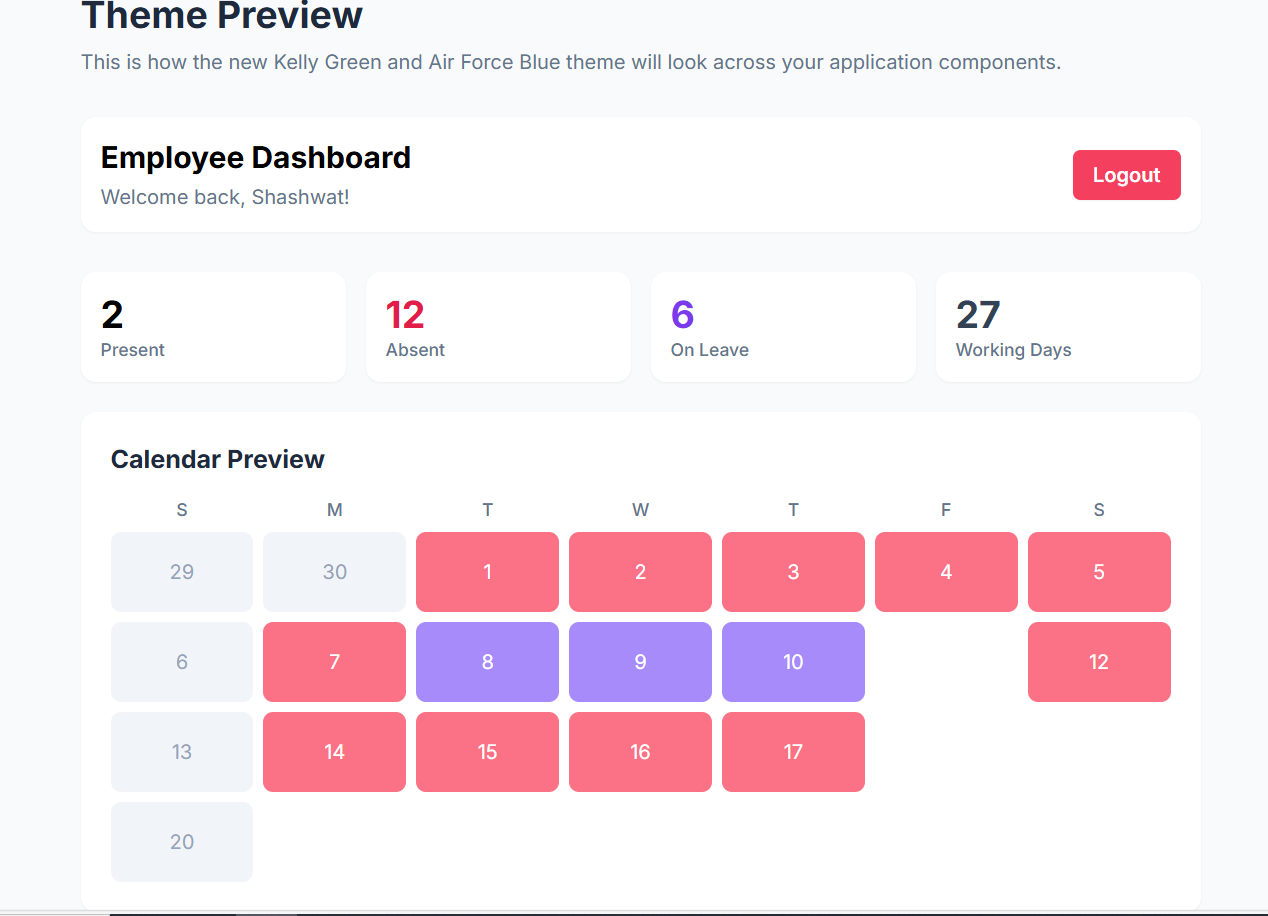 Theme Preview
This is how the new Kelly Green and Air Force Blue theme will look across your application components.
Employee Dashboard
Welcome back, Shashwat!
Logout
2
Present
12
Absent
6
On Leave
27
Working Days
Calendar Preview
S M T W T F S
29 30 1 2 3 4 5
6 7 8 9 10 12
13 14 15 16 17
20